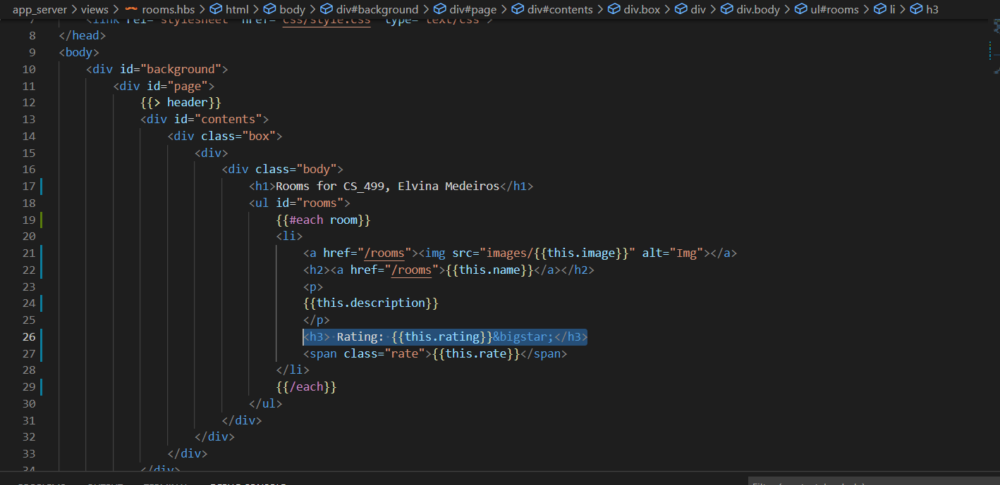 app_server > views > rooms.hbs > html > body > div#background > div#page > div#contents > div.box > div > div.body > ul#rooms > li > h3
7 <link rel="stylesheet" href="css/style.css" type="text/css">
8 </head>
9 <body>
10 <div id="background">
11 <div id="page">
12 {{> header}}
13 <div id="contents">
14 <div class="box">
15 <div>
16 <div class="body">
17 <h1>Rooms for CS_499, Elvina Medeiros</h1>
18 <ul id="rooms">
19 {{#each room}}
20 <li>
21 <a href="/rooms"><img src="images/{{this.image}}" alt="Img"></a>
22 <h2><a href="/rooms">{{this.name}}</a></h2>
23 <p>
24 {{this.description}}
25 </p>
26 <h3> Rating: {{this.rating}}&bigstar;</h3>
27 <span class="rate">{{this.rate}}</span>
28 </li>
29 {{/each}}
30 </ul>
31 </div>
32 </div>
33 </div>
34 </div>